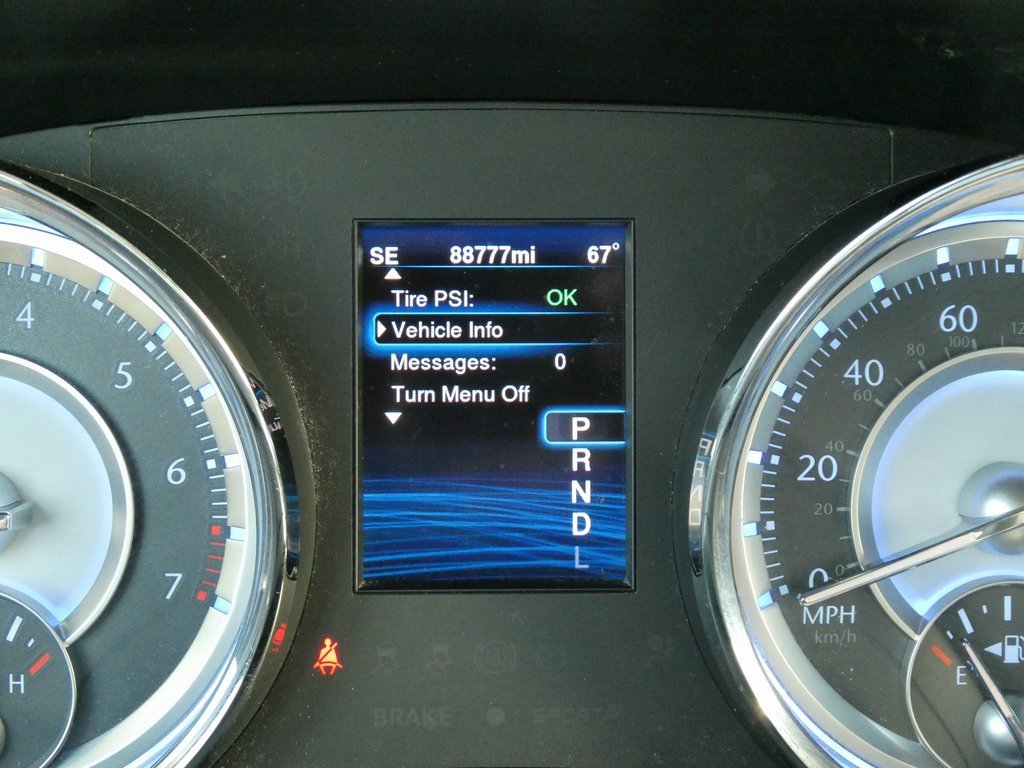 SE 88777mi 67°
Tire PSI: OK
Vehicle Info
Messages: 0
Turn Menu Off
P
R
N
D
L
4
5
6
7
H
60
100
80
40
60
20
40
20
0
0
MPH
km/h
E
BRAKE